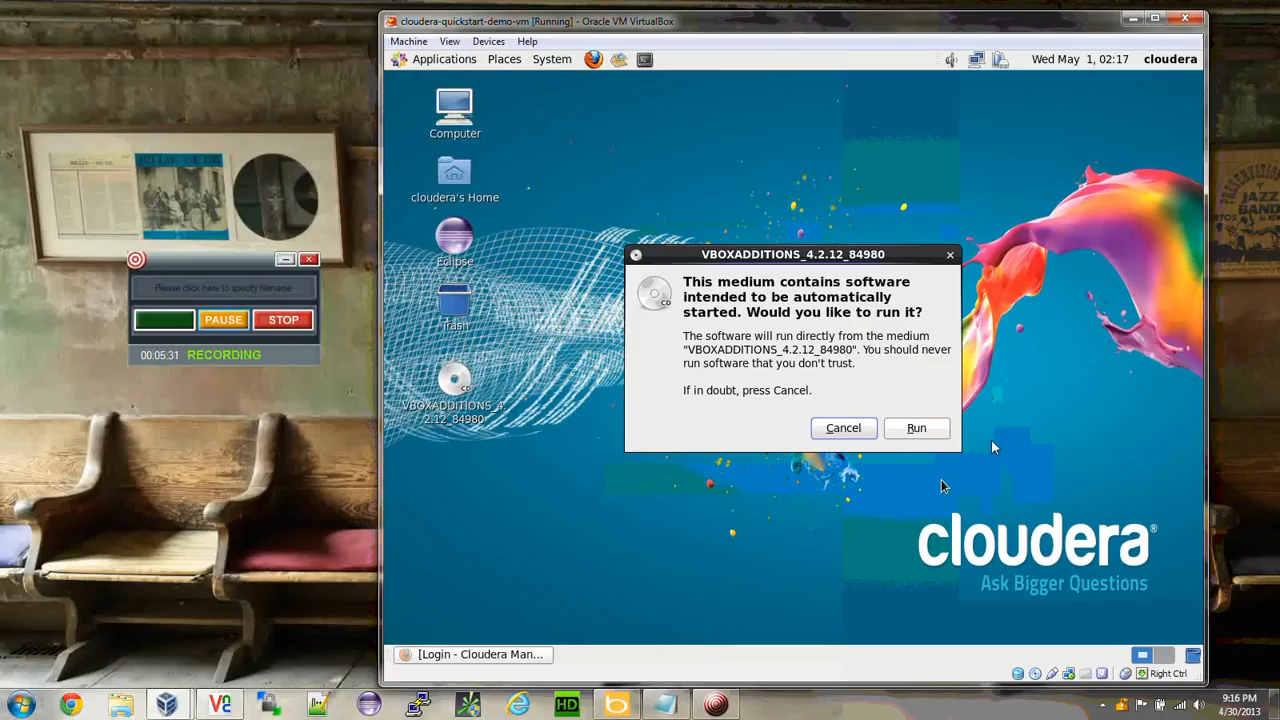 cloudera-quickstart-demo-vm [Running] - Oracle VM VirtualBox
Machine View Devices Help
Applications Places System
Wed May 1, 02:17 cloudera
Computer
cloudera's Home
Eclipse
Trash
VBOXADDITIONS_4.
2.12_84980
VBOXADDITIONS_4.2.12_84980
This medium contains software
intended to be automatically
started. Would you like to run it?
CD
The software will run directly from the medium
"VBOXADDITIONS_4.2.12_84980". You should never
run software that you don't trust.
If in doubt, press Cancel.
Cancel Run
Please click here to specify filename
PAUSE STOP
00:05:31 RECORDING
CD
cloudera®
Ask Bigger Questions
JAZZ
BAND
[Login - Cloudera Man...
Right Ctrl
HD
9:16 PM
4/30/2013